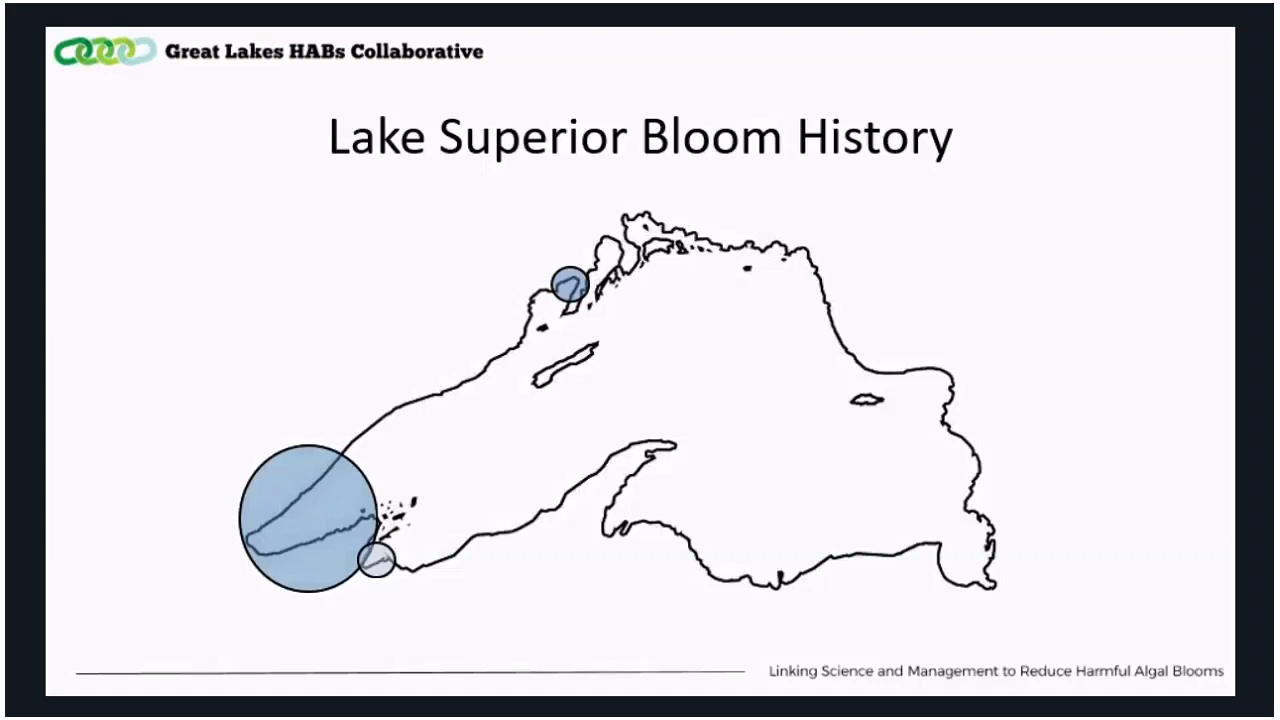 Great Lakes HABs Collaborative
Lake Superior Bloom History
Linking Science and Management to Reduce Harmful Algal Blooms